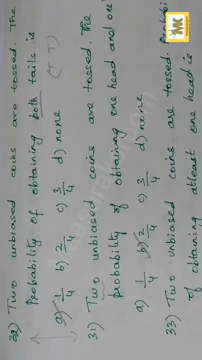 32) Two unbiased coins are tossed. The
Probability of obtaining both tails is
a) 1/4 b) 2/4 c) 3/4 d) none (T T)
31) Two unbiased coins are tossed. The
probability of obtaining one head and
a) 1/4 b) 2/4 c) 3/4 d) none
33) Two unbiased coins are tossed.
of obtaining atleast one head is